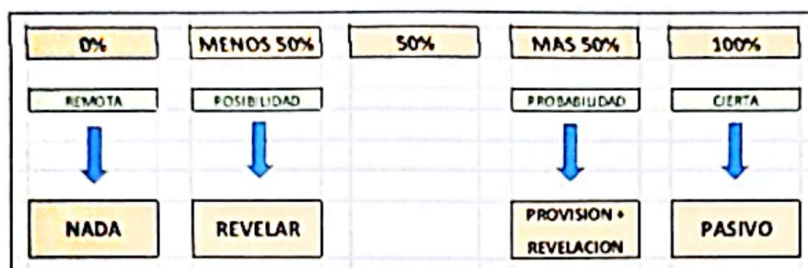 0% MENOS 50% 50% MAS 50% 100%
REMOTA POSIBILIDAD PROBABILIDAD CIERTA
NADA REVELAR PROVISION + REVELACION PASIVO